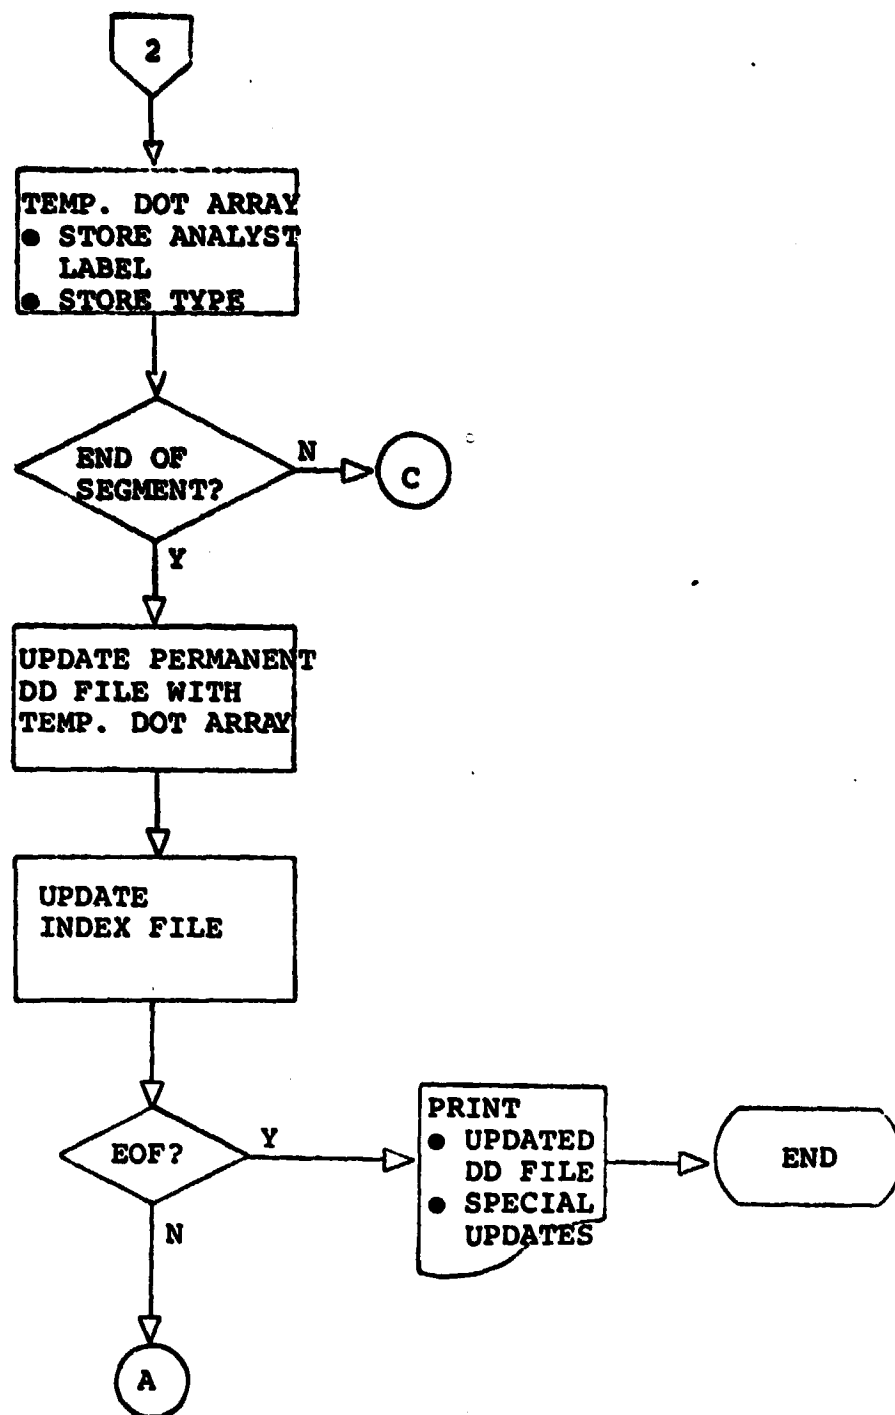 2
TEMP. DOT ARRAY
● STORE ANALYST
LABEL
● STORE TYPE
END OF
SEGMENT?
N
C
Y
UPDATE PERMANENT
DD FILE WITH
TEMP. DOT ARRAY
UPDATE
INDEX FILE
EOF?
Y
PRINT
● UPDATED
DD FILE
● SPECIAL
UPDATES
END
N
A